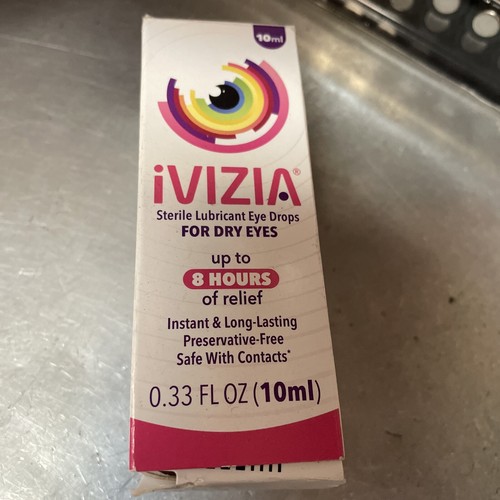 10ml
iVIZIA®
Sterile Lubricant Eye Drops
FOR DRY EYES
up to
8 HOURS
of relief
Instant & Long-Lasting
Preservative-Free
Safe With Contacts*
0.33 FL OZ (10ml)